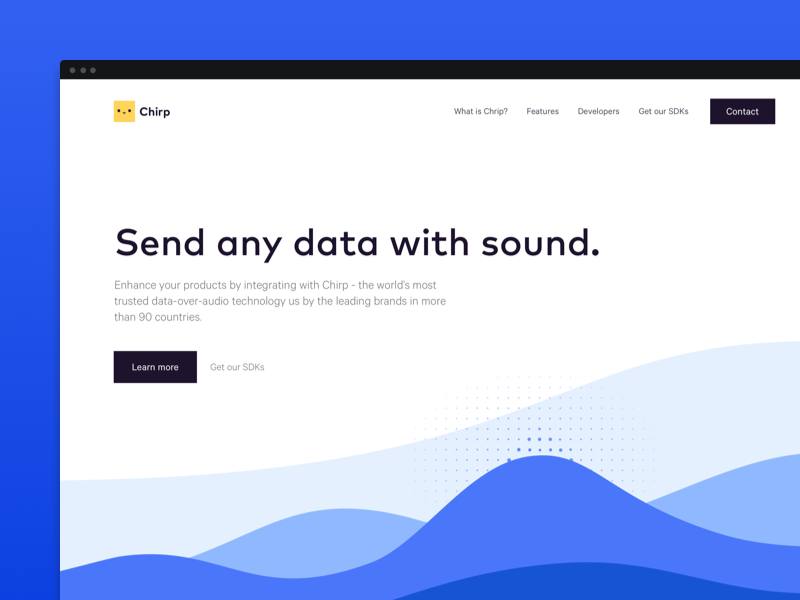 Chirp
What is Chrip?
Features
Developers
Get our SDKs
Contact
Send any data with sound.
Enhance your products by integrating with Chirp - the world's most
trusted data-over-audio technology us by the leading brands in more
than 90 countries.
Learn more
Get our SDKs